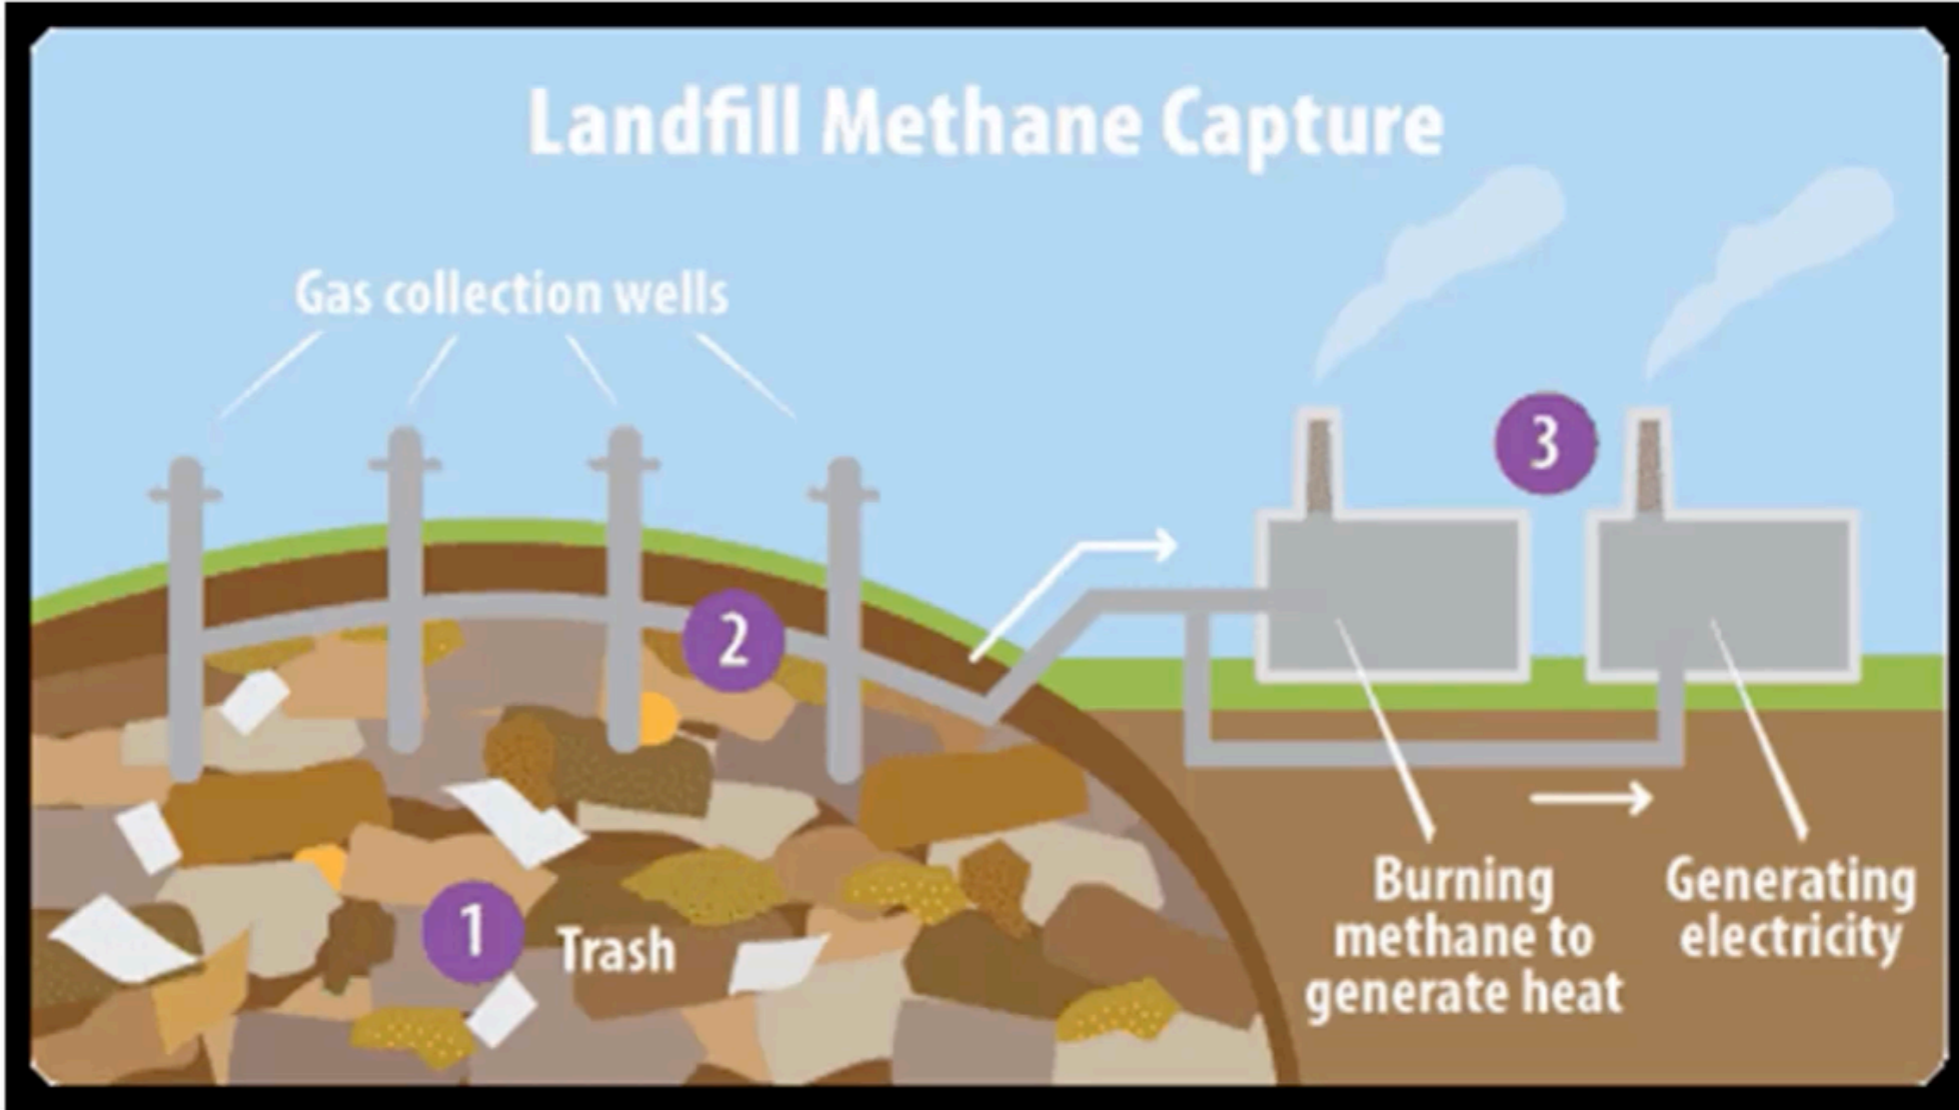 Landfill Methane Capture
Gas collection wells
3
2
1
Trash
Burning
methane to
generate heat
Generating
electricity